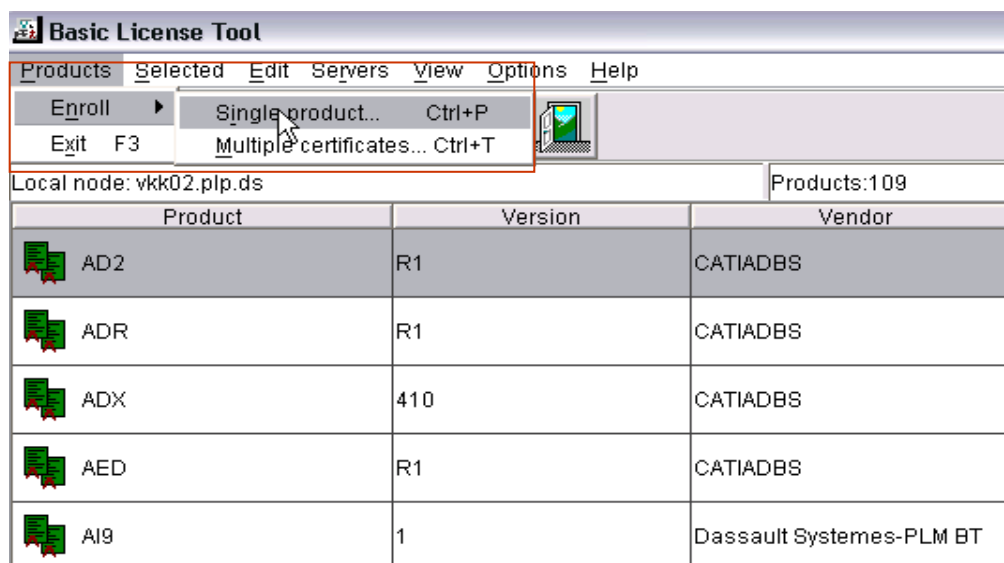 Basic License Tool
Products Selected Edit Servers View Options Help
Enroll Single product... Ctrl+P
Exit F3 Multiple certificates... Ctrl+T
Local node: vkk02.plp.ds Products:109
Product Version Vendor
AD2 R1 CATIADBS
ADR R1 CATIADBS
ADX 410 CATIADBS
AED R1 CATIADBS
AI9 1 Dassault Systemes-PLM BT